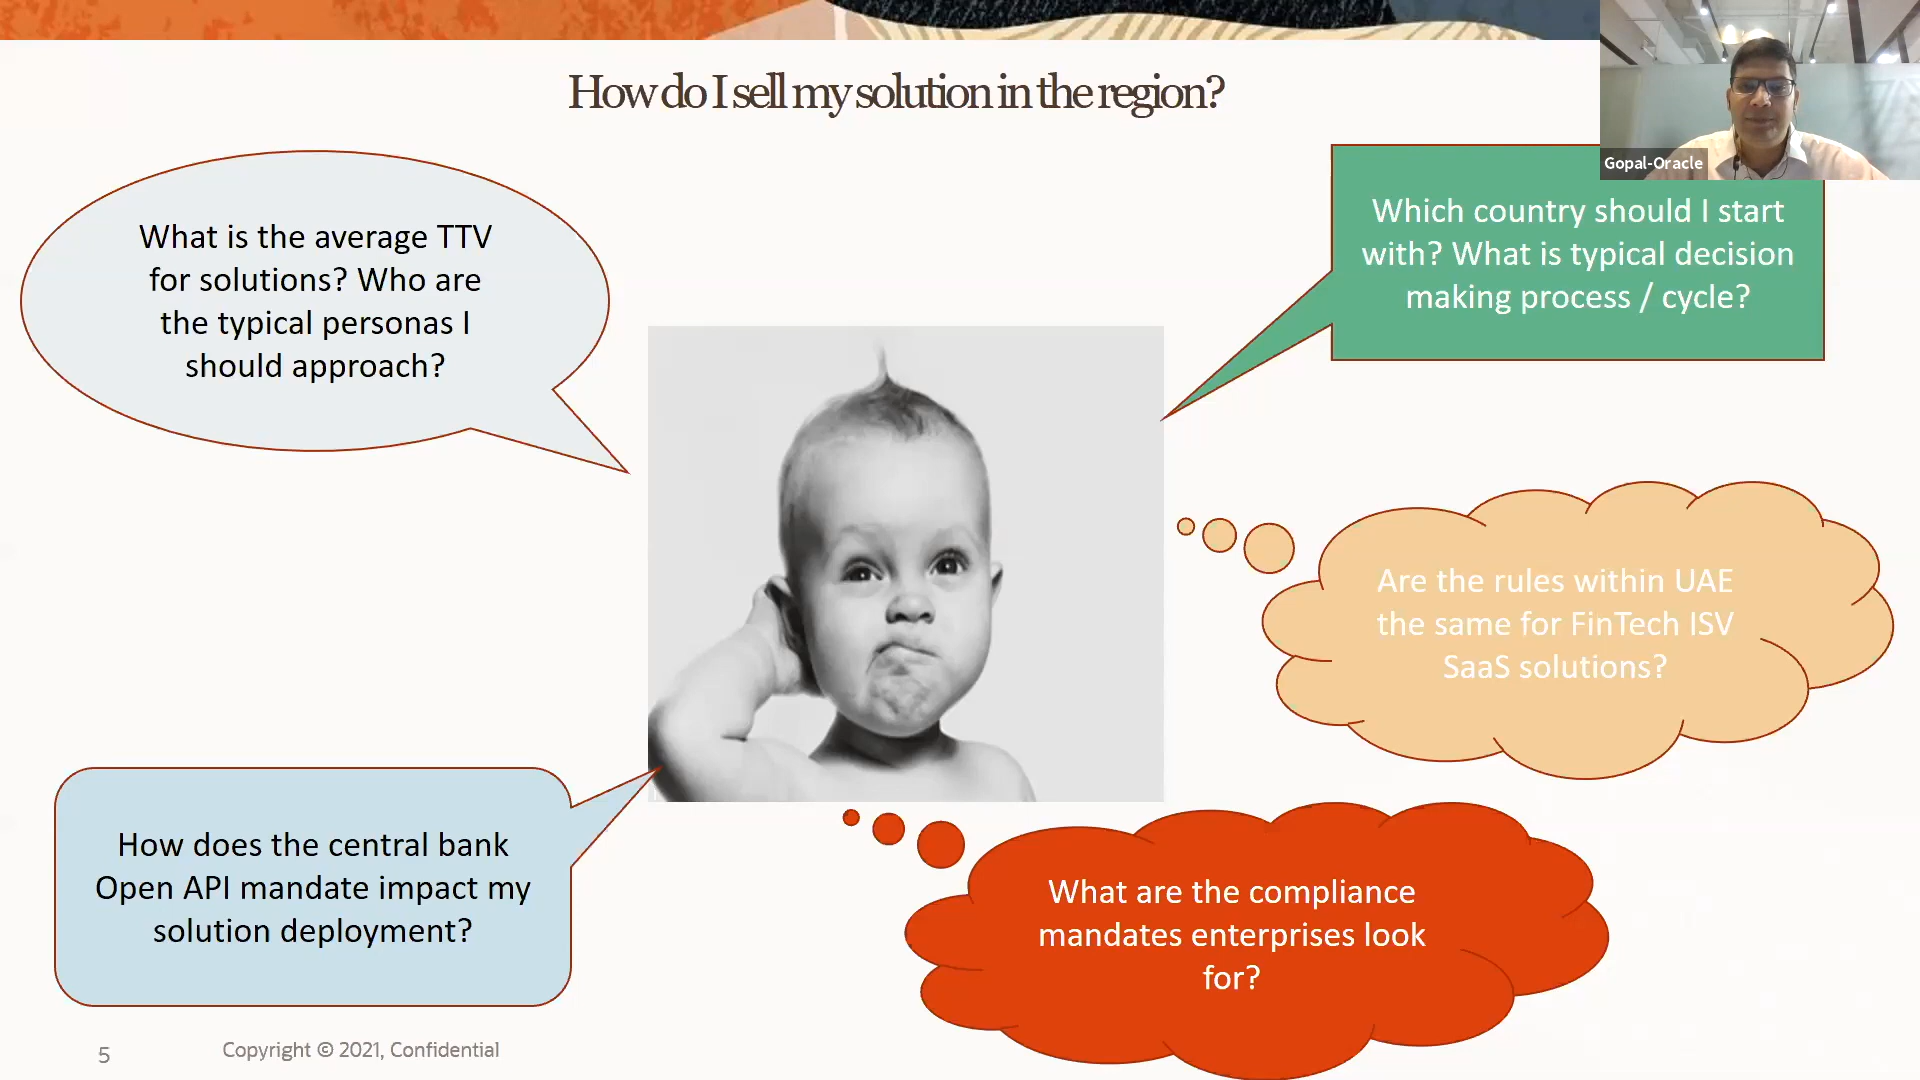 How do I sell my solution in the region?
Gopal-Oracle
What is the average TTV
for solutions? Who are
the typical personas I
should approach?
Which country should I start
with? What is typical decision
making process / cycle?
Are the rules within UAE
the same for FinTech ISV
SaaS solutions?
How does the central bank
Open API mandate impact my
solution deployment?
What are the compliance
mandates enterprises look
for?
5
Copyright © 2021, Confidential